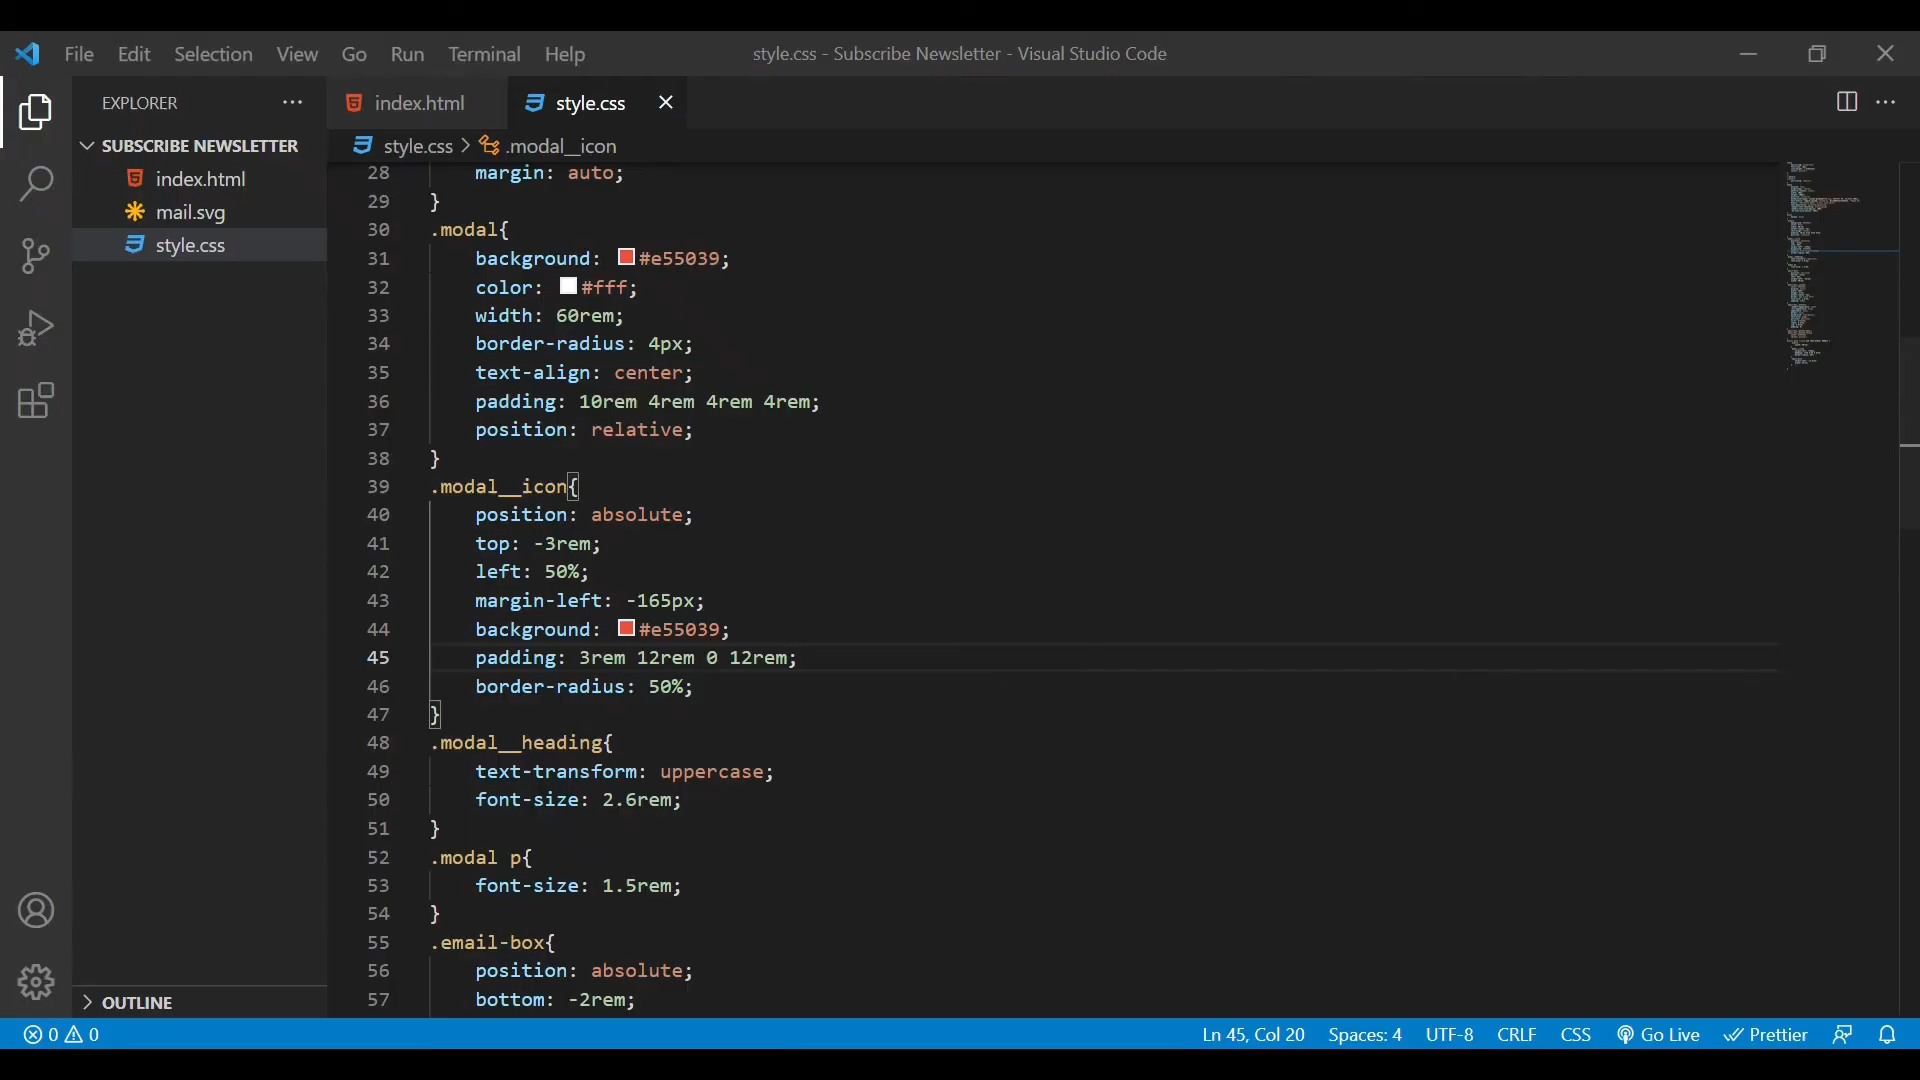 File Edit Selection View Go Run Terminal Help
style.css - Subscribe Newsletter - Visual Studio Code
EXPLORER
SUBSCRIBE NEWSLETTER
index.html
mail.svg
style.css
OUTLINE
index.html
style.css
style.css > .modal__icon
28 margin: auto;
29 }
30 .modal{
31 background: #e55039;
32 color: #fff;
33 width: 60rem;
34 border-radius: 4px;
35 text-align: center;
36 padding: 10rem 4rem 4rem 4rem;
37 position: relative;
38 }
39 .modal__icon{
40 position: absolute;
41 top: -3rem;
42 left: 50%;
43 margin-left: -165px;
44 background: #e55039;
45 padding: 3rem 12rem 0 12rem;
46 border-radius: 50%;
47 }
48 .modal__heading{
49 text-transform: uppercase;
50 font-size: 2.6rem;
51 }
52 .modal p{
53 font-size: 1.5rem;
54 }
55 .email-box{
56 position: absolute;
57 bottom: -2rem;
0 0
Ln 45, Col 20 Spaces: 4 UTF-8 CRLF CSS Go Live Prettier